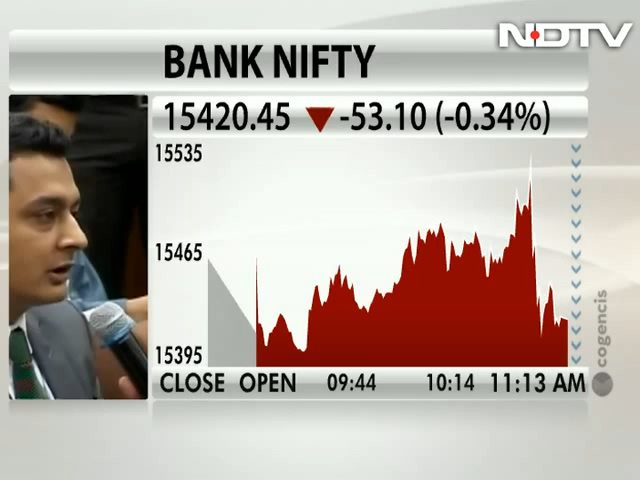 NDTV
BANK NIFTY
15420.45 ▼ -53.10 (-0.34%)
15535
15465
15395
CLOSE OPEN 09:44 10:14 11:13 AM
cogencis